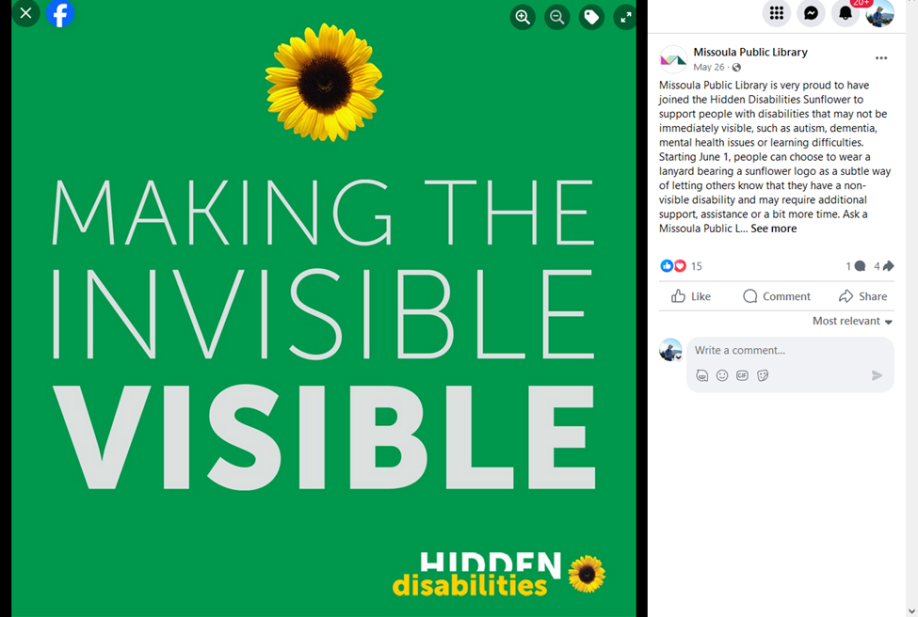 MAKING THE
INVISIBLE
VISIBLE
HIDDEN
disabilities
20+
Missoula Public Library
May 26
Missoula Public Library is very proud to have
joined the Hidden Disabilities Sunflower to
support people with disabilities that may not be
immediately visible, such as autism, dementia,
mental health issues or learning difficulties.
Starting June 1, people can choose to wear a
lanyard bearing a sunflower logo as a subtle way
of letting others know that they have a non-
visible disability and may require additional
support, assistance or a bit more time. Ask a
Missoula Public L... See more
15 1 4
Like Comment Share
Most relevant
Write a comment...
GIF